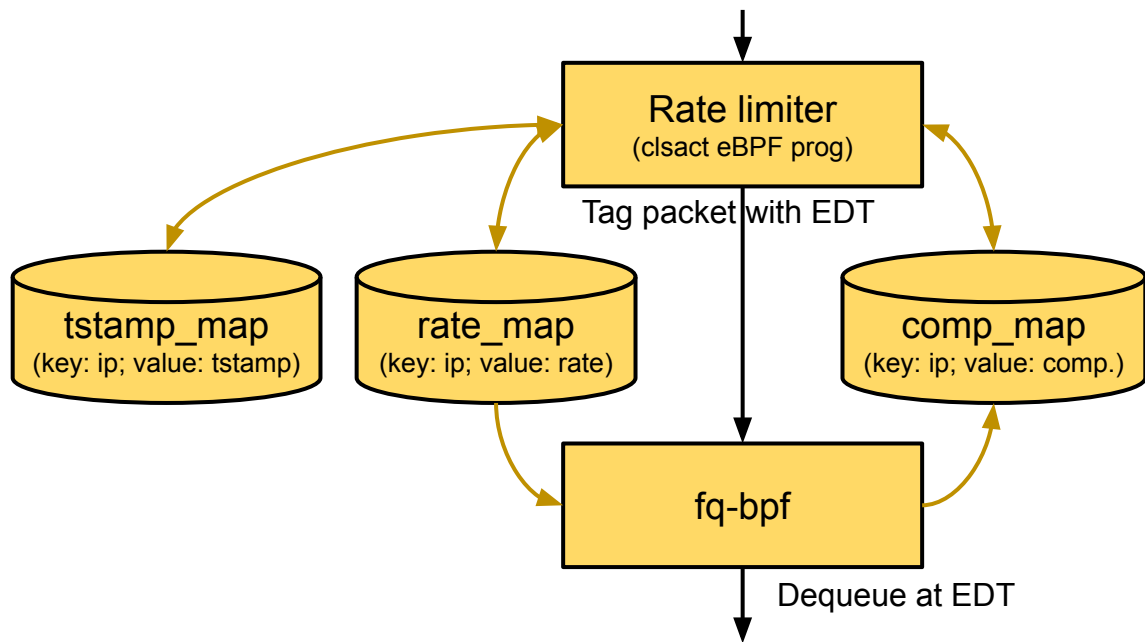 Rate limiter
(clsact eBPF prog)
Tag packet with EDT
tstamp_map
(key: ip; value: tstamp)
rate_map
(key: ip; value: rate)
comp_map
(key: ip; value: comp.)
fq-bpf
Dequeue at EDT